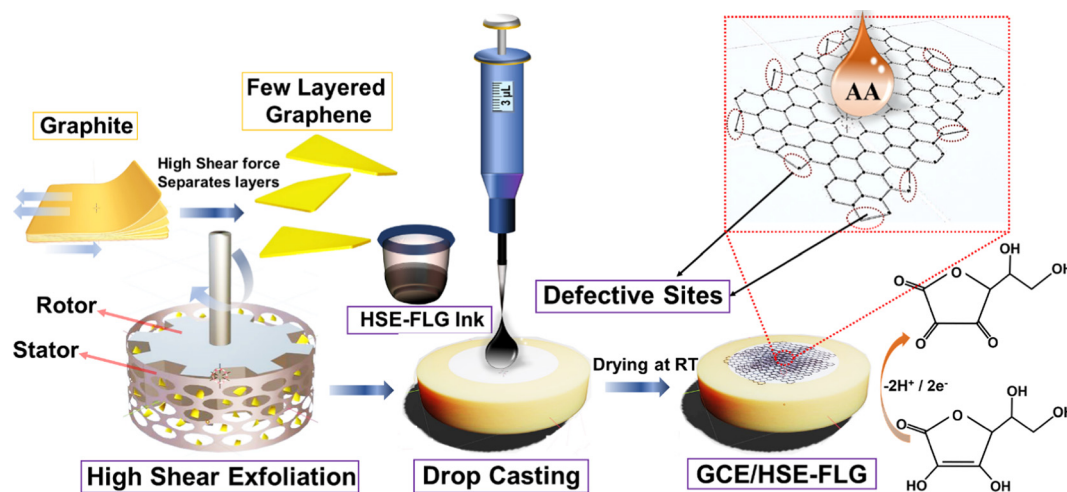 Graphite
High Shear force
Separates layers
Few Layered
Graphene
3 µL
HSE-FLG Ink
Rotor
Stator
High Shear Exfoliation
Drop Casting
Drying at RT
GCE/HSE-FLG
Defective Sites
AA
OH
OH
O
O
O
O
-2H⁺ / 2e⁻
OH
OH
O
O
HO
OH